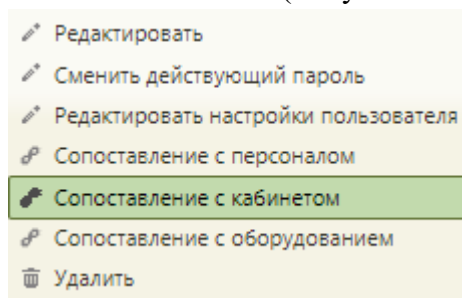 Редактировать
Сменить действующий пароль
Редактировать настройки пользователя
Сопоставление с персоналом
Сопоставление с кабинетом
Сопоставление с оборудованием
Удалить